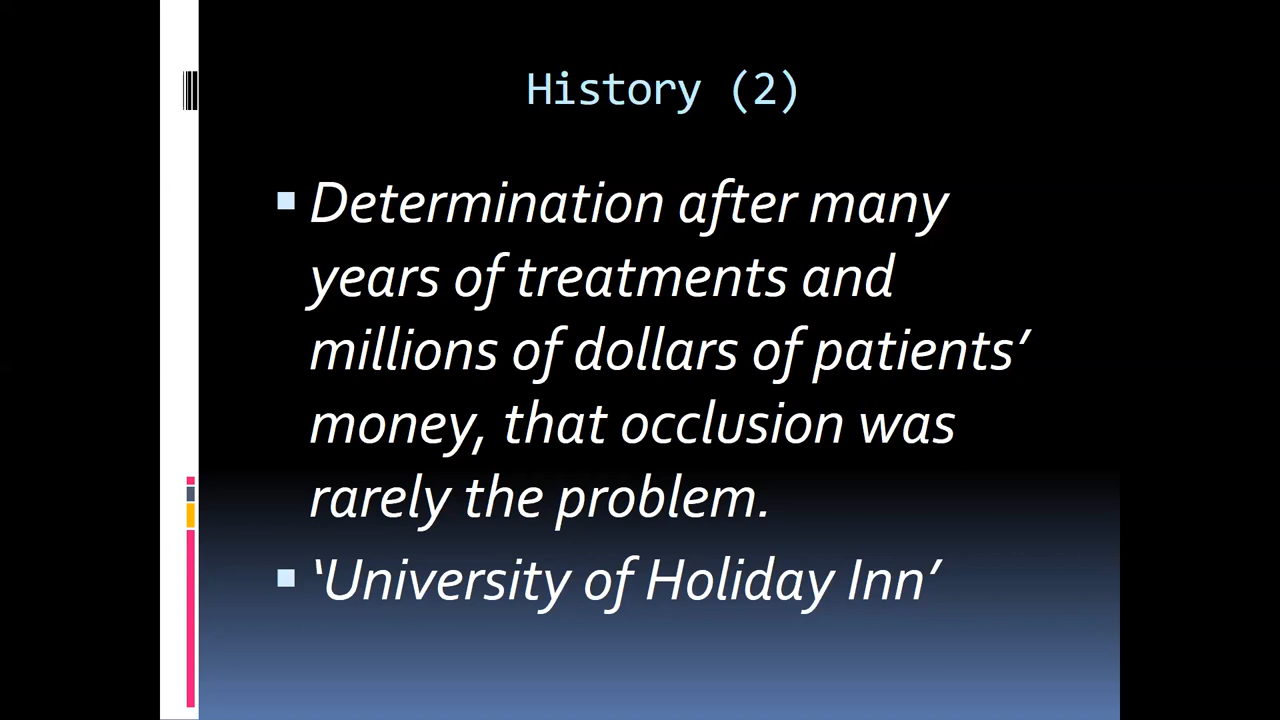 History (2)
Determination after many
years of treatments and
millions of dollars of patients’
money, that occlusion was
rarely the problem.
‘University of Holiday Inn’